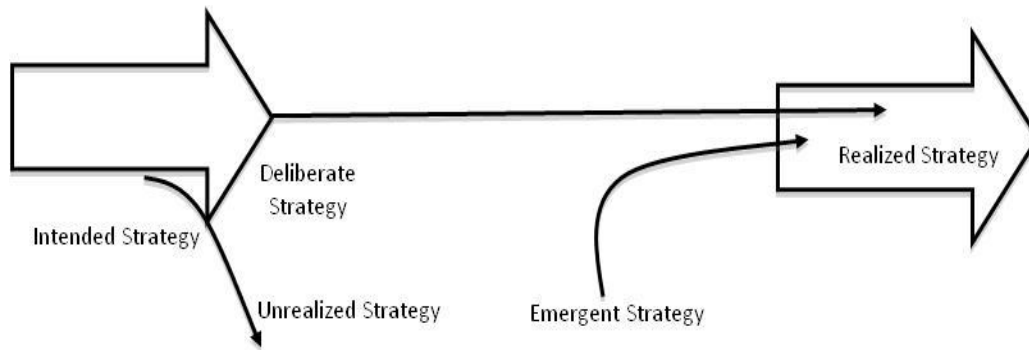 Deliberate
Strategy
Realized Strategy
Intended Strategy
Unrealized Strategy
Emergent Strategy